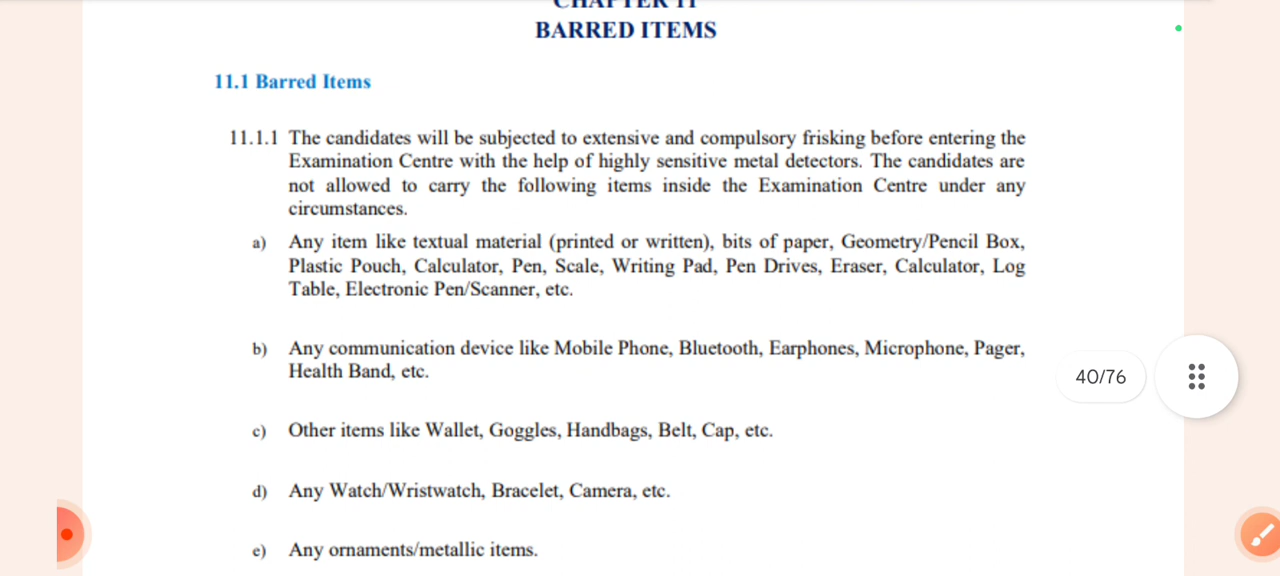 CHAPTER 11
BARRED ITEMS
11.1 Barred Items
11.1.1 The candidates will be subjected to extensive and compulsory frisking before entering the
Examination Centre with the help of highly sensitive metal detectors. The candidates are
not allowed to carry the following items inside the Examination Centre under any
circumstances.
a) Any item like textual material (printed or written), bits of paper, Geometry/Pencil Box,
Plastic Pouch, Calculator, Pen, Scale, Writing Pad, Pen Drives, Eraser, Calculator, Log
Table, Electronic Pen/Scanner, etc.
b) Any communication device like Mobile Phone, Bluetooth, Earphones, Microphone, Pager,
Health Band, etc.
40/76
c) Other items like Wallet, Goggles, Handbags, Belt, Cap, etc.
d) Any Watch/Wristwatch, Bracelet, Camera, etc.
e) Any ornaments/metallic items.